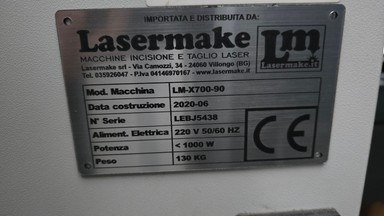 IMPORTATA E DISTRIBUITA DA:
Lasermake Lm
MACCHINE INCISIONE E TAGLIO LASER Lasermake.it
Lasermake srl - Via Camozzi, 34 - 24060 Villongo (BG)
Tel. 035926047 - P.Iva 04146970167 - www.lasermake.it
Mod. Macchina LM-X700-90
Data costruzione 2020-06
N° Serie LEBJ5438
Aliment. Elettrica 220 V 50/60 HZ
Potenza < 1000 W
Peso 130 KG
CE